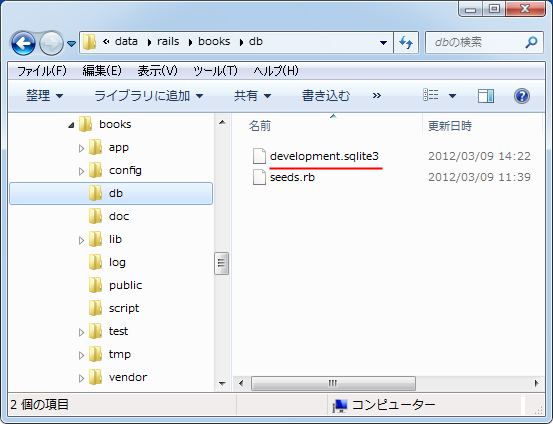 « data rails books db
dbの検索
ファイル(F) 編集(E) 表示(V) ツール(T) ヘルプ(H)
整理 ライブラリに追加 共有 書き込む »
books
app
config
db
doc
lib
log
public
script
test
tmp
vendor
名前 更新日時
development.sqlite3 2012/03/09 14:22
seeds.rb 2012/03/09 11:39
2 個の項目 コンピューター